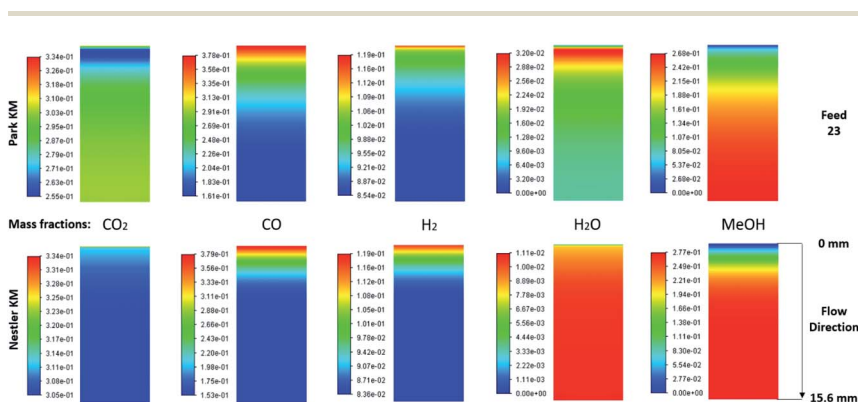 Park KM
3.34e-01
3.26e-01
3.18e-01
3.10e-01
3.03e-01
2.95e-01
2.87e-01
2.79e-01
2.71e-01
2.63e-01
2.55e-01
3.78e-01
3.56e-01
3.35e-01
3.13e-01
2.91e-01
2.69e-01
2.48e-01
2.26e-01
2.04e-01
1.83e-01
1.61e-01
1.19e-01
1.16e-01
1.12e-01
1.09e-01
1.06e-01
1.02e-01
9.88e-02
9.55e-02
9.21e-02
8.87e-02
8.54e-02
3.20e-02
2.88e-02
2.56e-02
2.24e-02
1.92e-02
1.60e-02
1.28e-02
9.60e-03
6.40e-03
3.20e-03
0.00e+00
2.68e-01
2.42e-01
2.15e-01
1.88e-01
1.61e-01
1.34e-01
1.07e-01
8.05e-02
5.37e-02
2.68e-02
0.00e+00
Feed
23
Mass fractions: CO2 CO H2 H2O MeOH
Nestler KM
3.34e-01
3.31e-01
3.28e-01
3.25e-01
3.23e-01
3.20e-01
3.17e-01
3.14e-01
3.11e-01
3.08e-01
3.05e-01
3.79e-01
3.56e-01
3.33e-01
3.11e-01
2.88e-01
2.66e-01
2.43e-01
2.20e-01
1.98e-01
1.75e-01
1.53e-01
1.19e-01
1.16e-01
1.12e-01
1.08e-01
1.05e-01
1.01e-01
9.78e-02
9.42e-02
9.07e-02
8.71e-02
8.36e-02
1.11e-02
9.95e-03
8.84e-03
7.74e-03
6.63e-03
5.53e-03
4.42e-03
3.32e-03
2.21e-03
1.11e-03
0.00e+00
2.77e-01
2.49e-01
2.21e-01
1.94e-01
1.66e-01
1.38e-01
1.11e-01
8.30e-02
5.54e-02
2.77e-02
0.00e+00
0 mm
Flow
Direction
15.6 mm